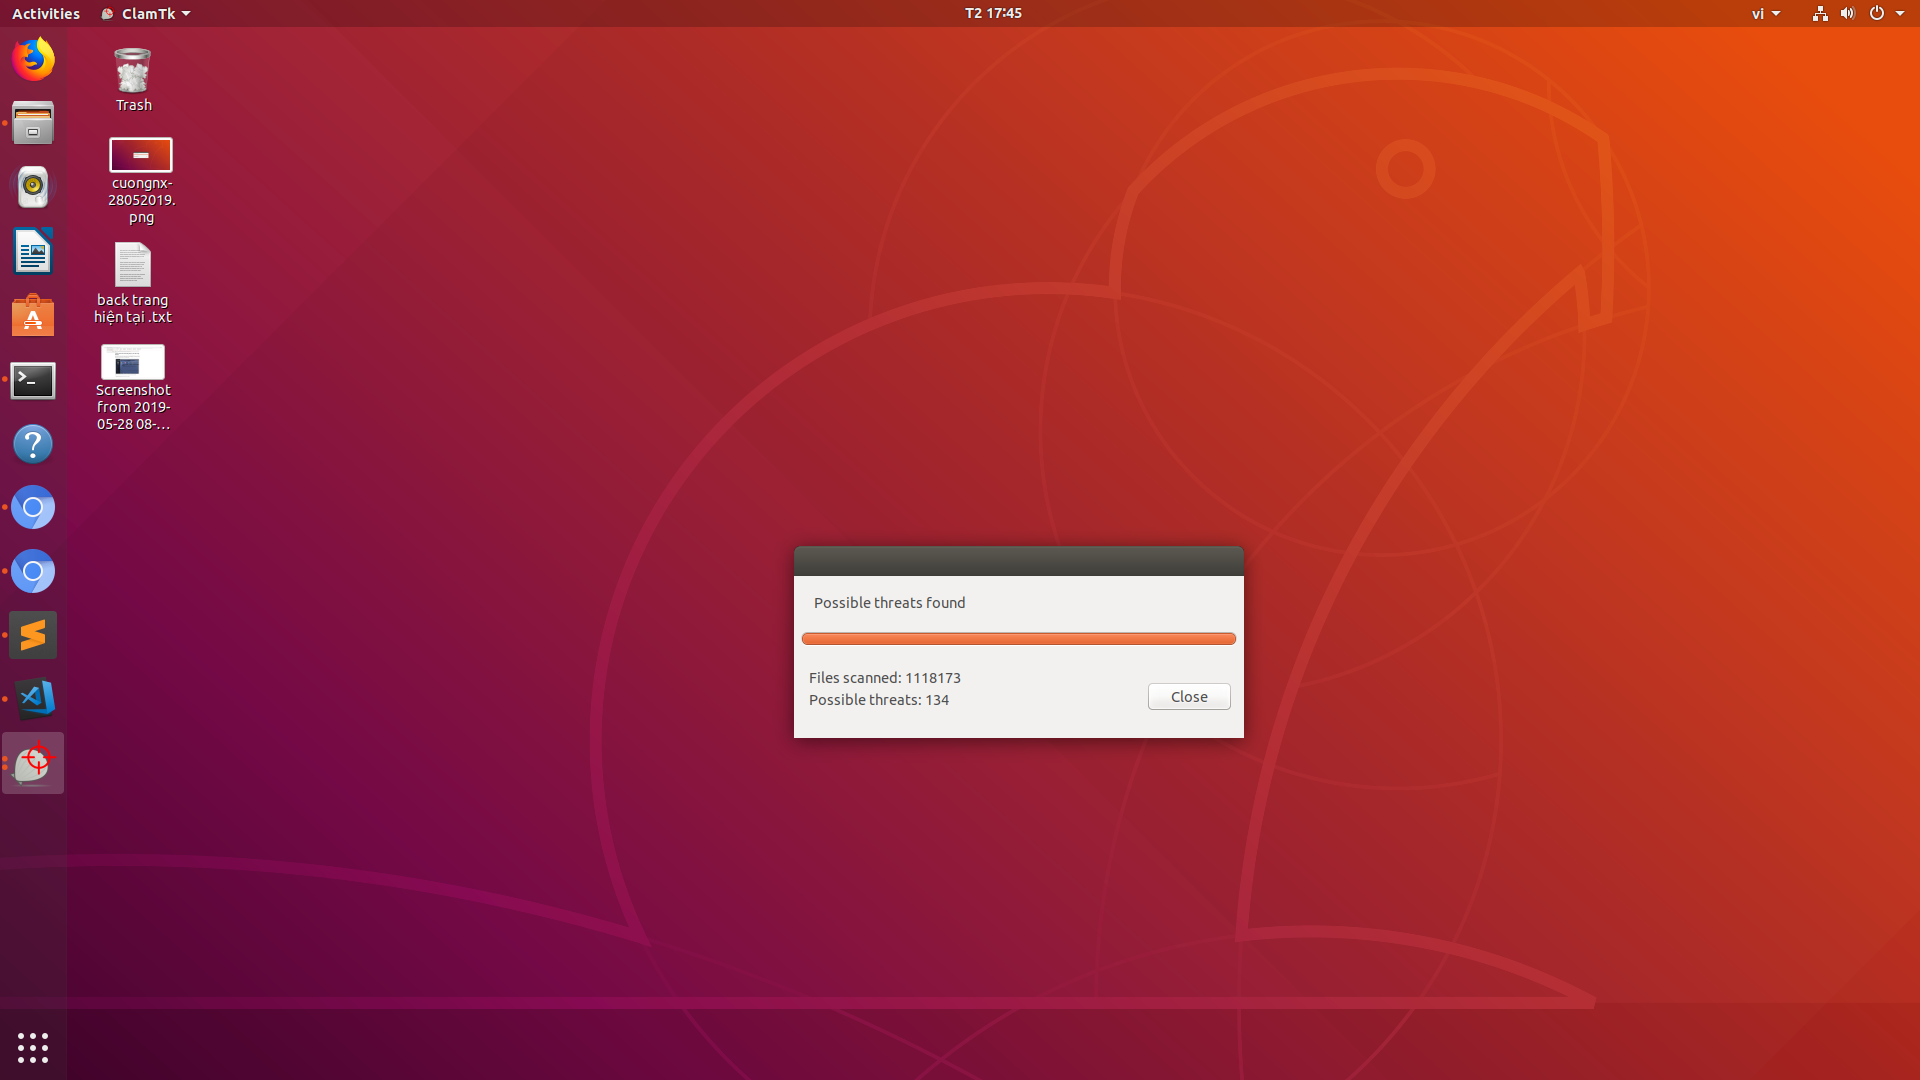 Activities ClamTk T2 17:45 vi
Trash
cuongnx-
28052019.
png
back trang
hiện tại .txt
Screenshot
from 2019-
05-28 08-...
Possible threats found
Files scanned: 1118173
Possible threats: 134
Close